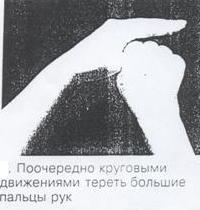 . Поочередно круговыми
движениями тереть большие
пальцы рук